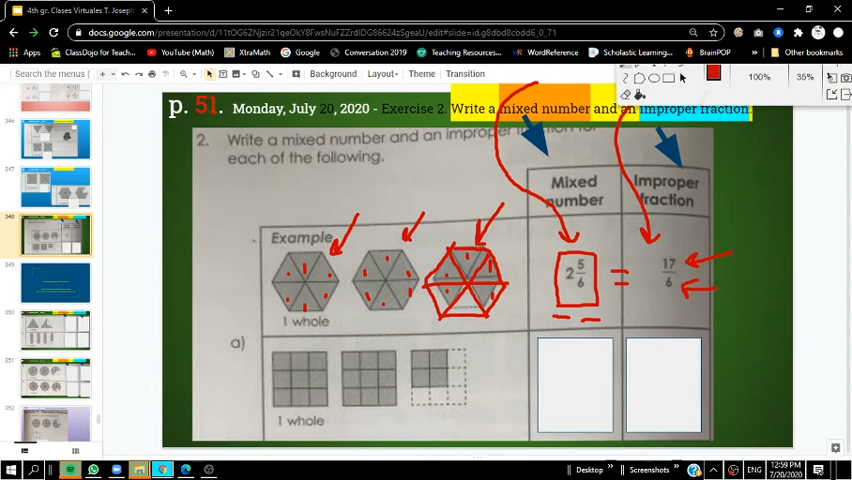 4th gr. Clases Virtuales T. Joseph
docs.google.com/presentation/d/11tOG6ZNjzir21qeOkY8FwsNuFZZrdIDG86624zSgeaU/edit#slide=id.g8dbd8cbdd6_0_71
Apps
ClassDojo for Teach...
YouTube (M/Th)
XtraMath
Google
Conversation 2019
Teaching Resources...
WordReference
Scholastic Learning...
BrainPOP
Other bookmarks
Search the menus
Background
Layout
Theme
Transition
100%
35%
346
347
348
349
350
351
352
p. 51. Monday, July 20, 2020 - Exercise 2. Write a mixed number and an improper fraction.
2. Write a mixed number and an improper fraction for
each of the following.
Mixed number
Improper fraction
Example
1 whole
2 5/6 = 17/6
a)
1 whole
Desktop
Screenshots
ENG
12:59 PM
7/20/2020